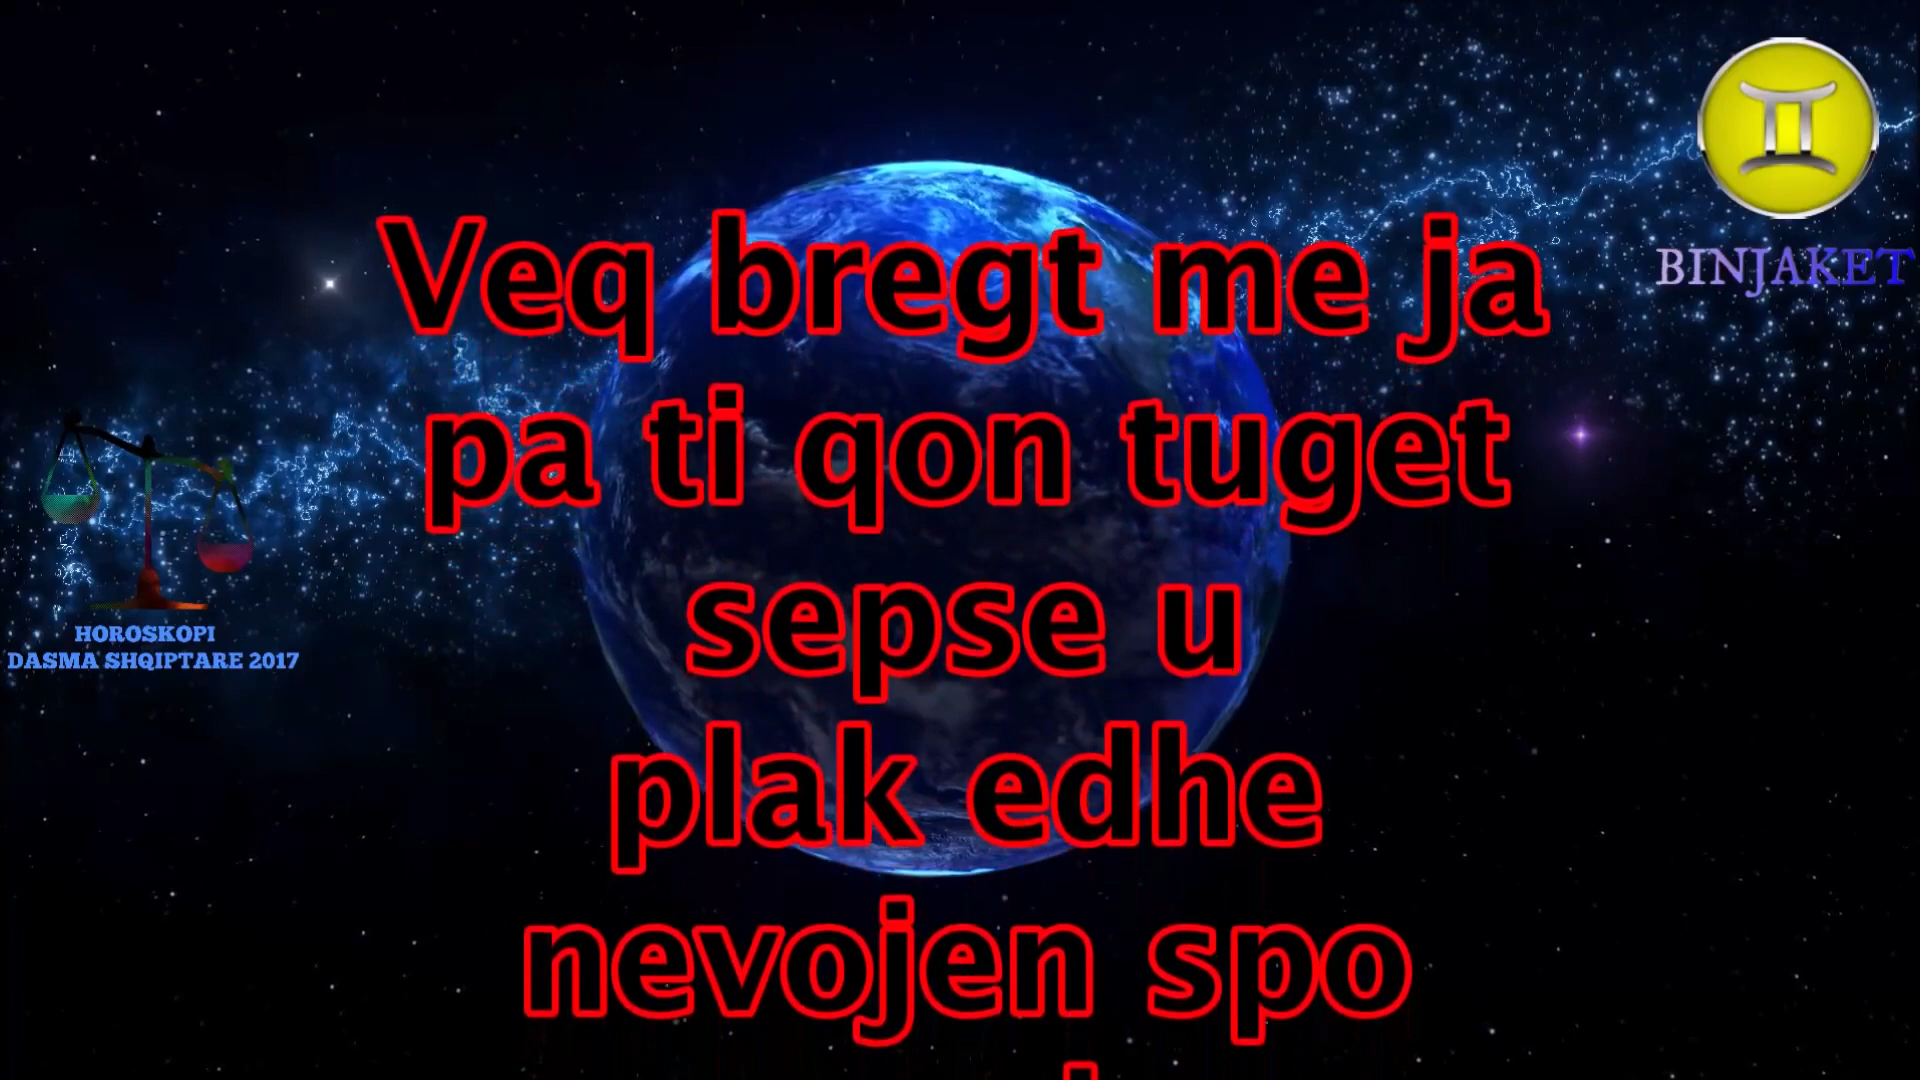 Veq bregt me ja
pa ti qon tuget
sepse u
plak edhe
nevojen spo
BINJAKET
HOROSKOPI
DASMA SHQIPTARE 2017